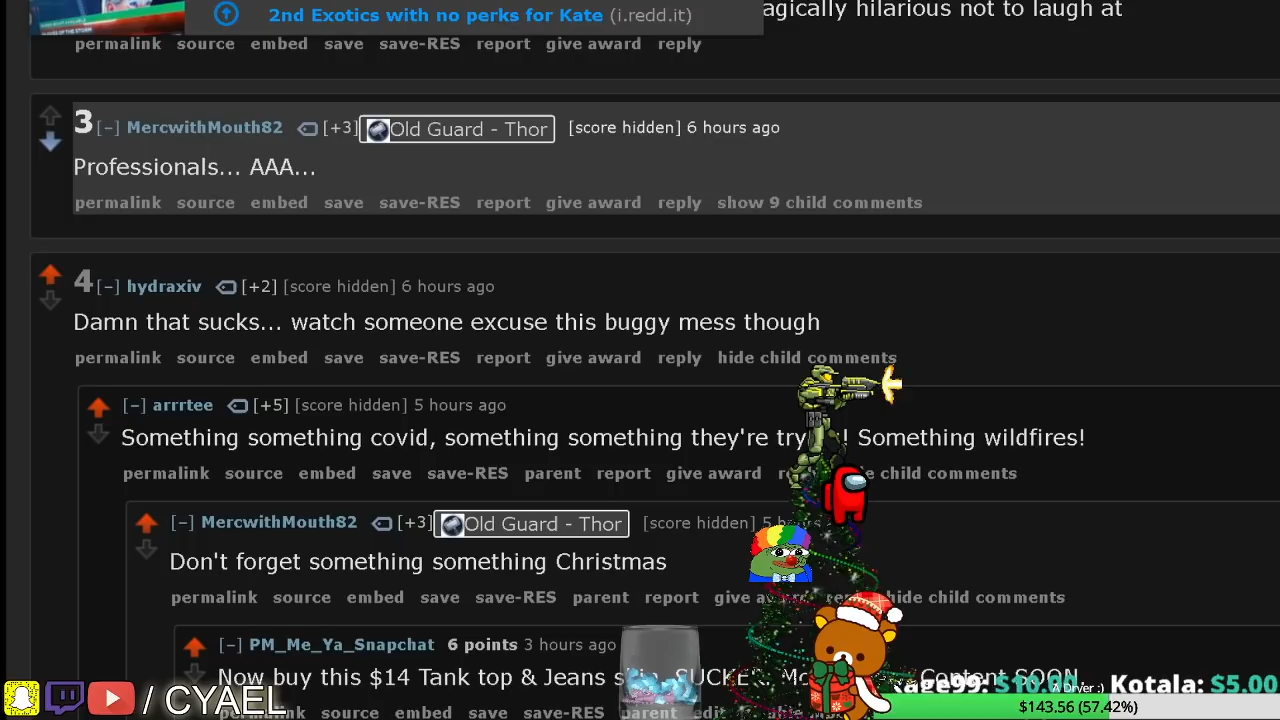 2nd Exotics with no perks for Kate (i.redd.it)
agically hilarious not to laugh at
permalink source embed save save-RES report give award reply
3 [–] MercwithMouth82 [+3] Old Guard - Thor [score hidden] 6 hours ago
Professionals... AAA...
permalink source embed save save-RES report give award reply show 9 child comments
4 [–] hydraxiv [+2] [score hidden] 6 hours ago
Damn that sucks... watch someone excuse this buggy mess though
permalink source embed save save-RES report give award reply hide child comments
[–] arrrtee [+5] [score hidden] 5 hours ago
Something something covid, something something they're try ! Something wildfires!
permalink source embed save save-RES parent report give award child comments
[–] MercwithMouth82 [+3] Old Guard - Thor [score hidden] 5
Don't forget something something Christmas
permalink source embed save save-RES parent report give hide child comments
[–] PM_Me_Ya_Snapchat 6 points 3 hours ago
Now buy this $14 Tank top & Jeans SUCKE Content SOON.
permalink source embed save save-RES parent edit
/ CYAEL
age99: $10.00 Kotala: $5.00
$143.56 (57.42%)